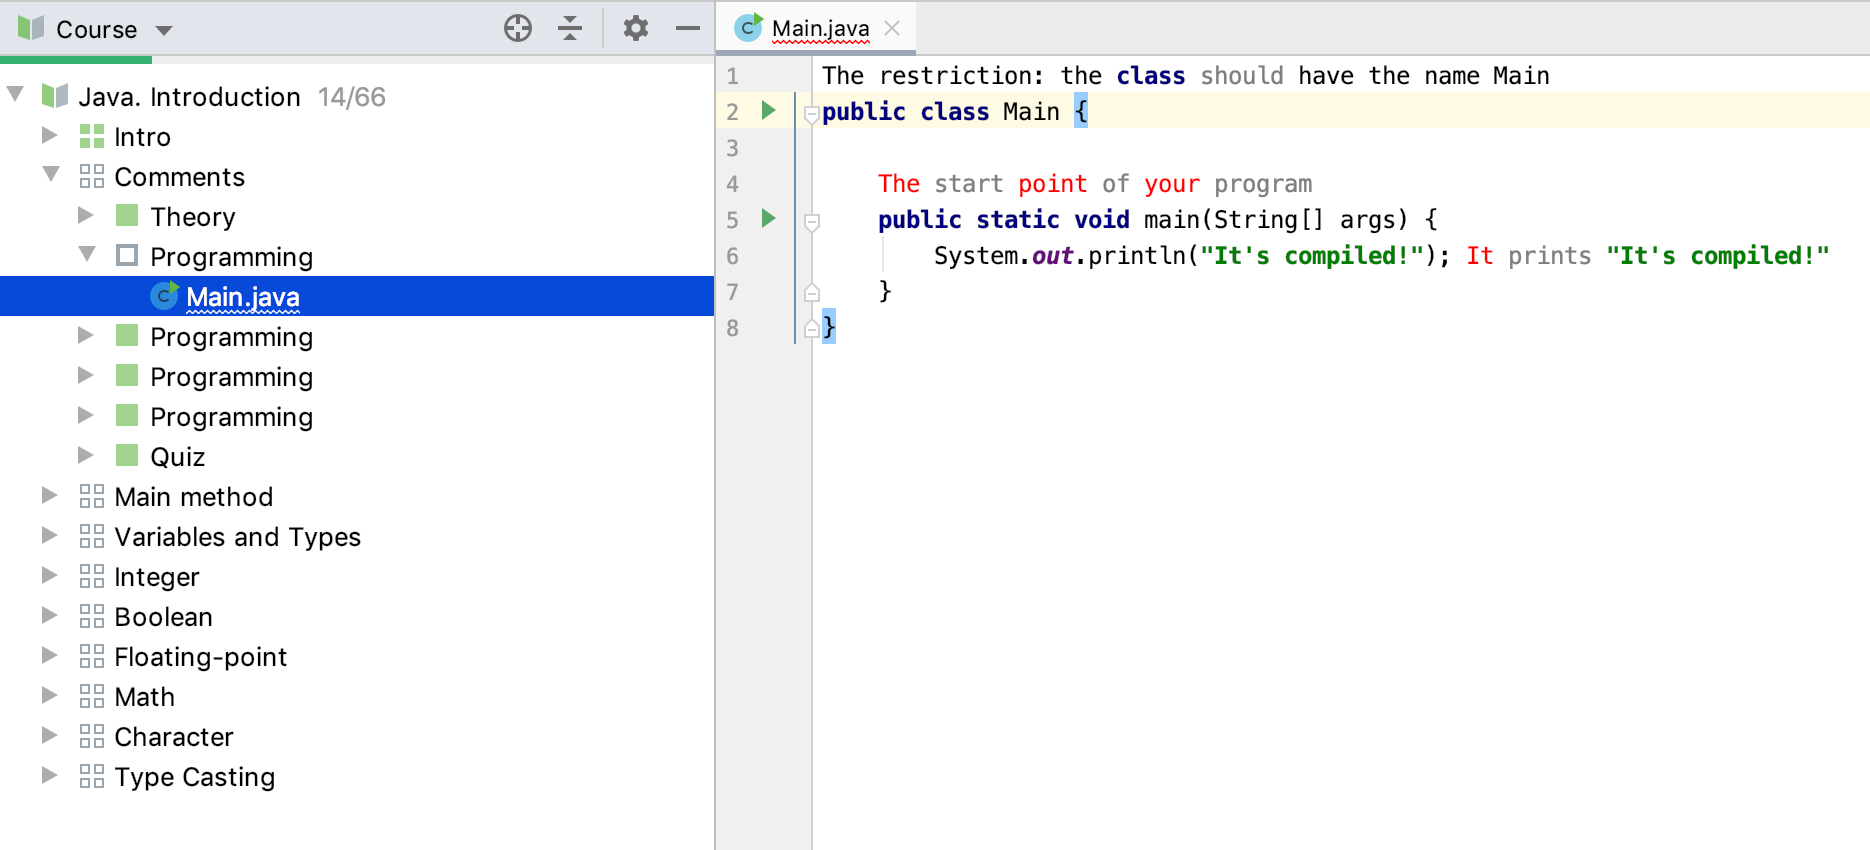 Course
Java. Introduction 14/66
Intro
Comments
Theory
Programming
Main.java
Programming
Programming
Programming
Quiz
Main method
Variables and Types
Integer
Boolean
Floating-point
Math
Character
Type Casting
C Main.java
1 The restriction: the class should have the name Main
2 public class Main {
3
4 The start point of your program
5 public static void main(String[] args) {
6 System.out.println("It's compiled!"); It prints "It's compiled!"
7 }
8 }